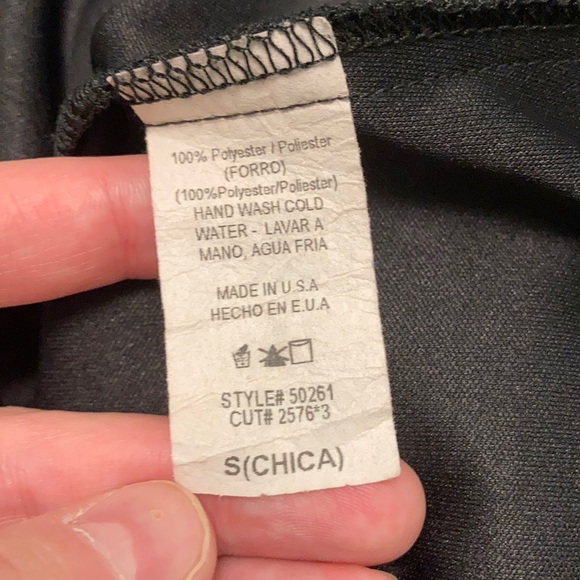 100% Polyester / Poliester
(FORRO)
(100%Polyester/Poliester)
HAND WASH COLD
WATER - LAVAR A
MANO, AGUA FRIA
MADE IN U.S.A
HECHO EN E.U.A
STYLE# 50261
CUT# 2576*3
S(CHICA)